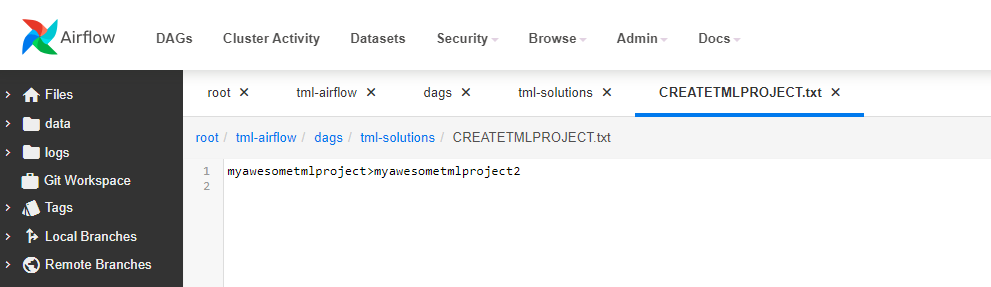 Airflow DAGs Cluster Activity Datasets Security Browse Admin Docs
Files
data
logs
Git Workspace
Tags
Local Branches
Remote Branches
root × tml-airflow × dags × tml-solutions × CREATETMLPROJECT.txt ×
root / tml-airflow / dags / tml-solutions / CREATETMLPROJECT.txt
1 myawesometmlproject>myawesometmlproject2
2